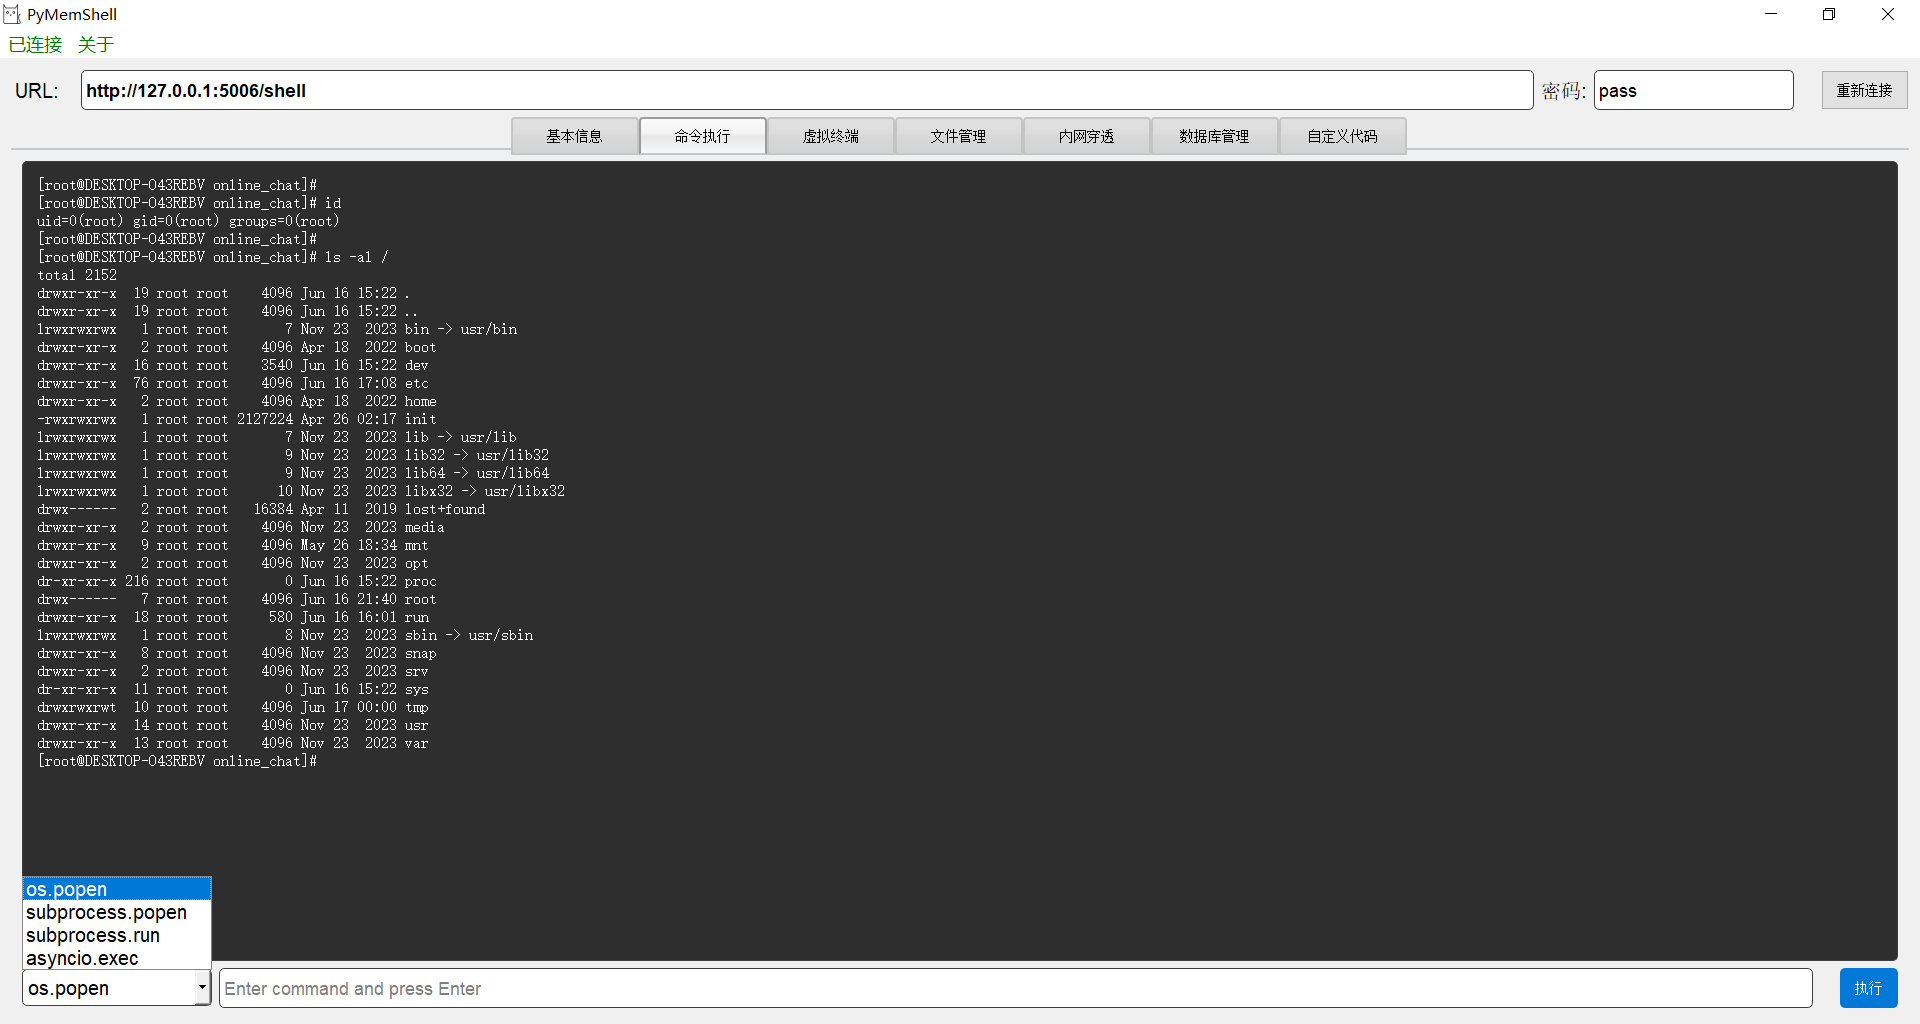 PyMemShell
已连接 关于
URL: http://127.0.0.1:5006/shell 密码: pass 重新连接
基本信息 命令执行 虚拟终端 文件管理 内网穿透 数据库管理 自定义代码
[root@DESKTOP-O43REBV online_chat]#
[root@DESKTOP-O43REBV online_chat]# id
uid=0(root) gid=0(root) groups=0(root)
[root@DESKTOP-O43REBV online_chat]#
[root@DESKTOP-O43REBV online_chat]# ls -al /
total 2152
drwxr-xr-x  19 root root    4096 Jun 16 15:22 .
drwxr-xr-x  19 root root    4096 Jun 16 15:22 ..
lrwxrwxrwx   1 root root       7 Nov 23  2023 bin -> usr/bin
drwxr-xr-x   2 root root    4096 Apr 18  2022 boot
drwxr-xr-x  16 root root    3540 Jun 16 15:22 dev
drwxr-xr-x  76 root root    4096 Jun 16 17:08 etc
drwxr-xr-x   2 root root    4096 Apr 18  2022 home
-rwxrwxrwx   1 root root 2127224 Apr 26 02:17 init
lrwxrwxrwx   1 root root       7 Nov 23  2023 lib -> usr/lib
lrwxrwxrwx   1 root root       9 Nov 23  2023 lib32 -> usr/lib32
lrwxrwxrwx   1 root root       9 Nov 23  2023 lib64 -> usr/lib64
lrwxrwxrwx   1 root root      10 Nov 23  2023 libx32 -> usr/libx32
drwx------   2 root root   16384 Apr 11  2019 lost+found
drwxr-xr-x   2 root root    4096 Nov 23  2023 media
drwxr-xr-x   9 root root    4096 May 26 18:34 mnt
drwxr-xr-x   2 root root    4096 Nov 23  2023 opt
dr-xr-xr-x 216 root root       0 Jun 16 15:22 proc
drwx------   7 root root    4096 Jun 16 21:40 root
drwxr-xr-x  18 root root     580 Jun 16 16:01 run
lrwxrwxrwx   1 root root       8 Nov 23  2023 sbin -> usr/sbin
drwxr-xr-x   8 root root    4096 Nov 23  2023 snap
drwxr-xr-x   2 root root    4096 Nov 23  2023 srv
dr-xr-xr-x  11 root root       0 Jun 16 15:22 sys
drwxrwxrwt  10 root root    4096 Jun 17 00:00 tmp
drwxr-xr-x  14 root root    4096 Nov 23  2023 usr
drwxr-xr-x  13 root root    4096 Nov 23  2023 var
[root@DESKTOP-O43REBV online_chat]#
os.popen
subprocess.popen
subprocess.run
asyncio.exec
os.popen Enter command and press Enter 执行